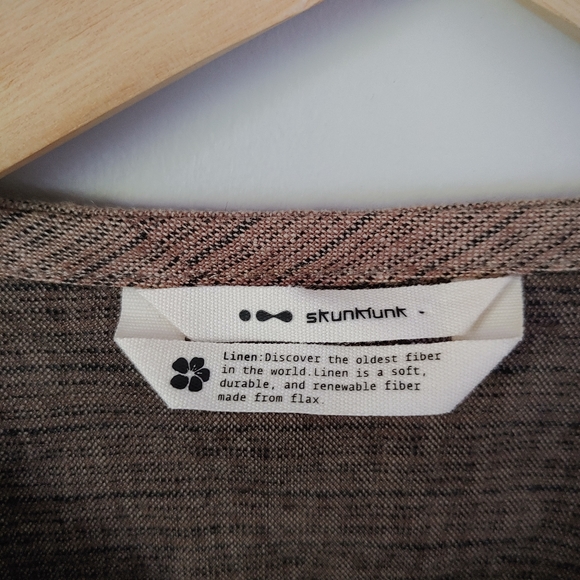 skunkfunk
Linen:Discover the oldest fiber
in the world.Linen is a soft,
durable, and renewable fiber
made from flax.